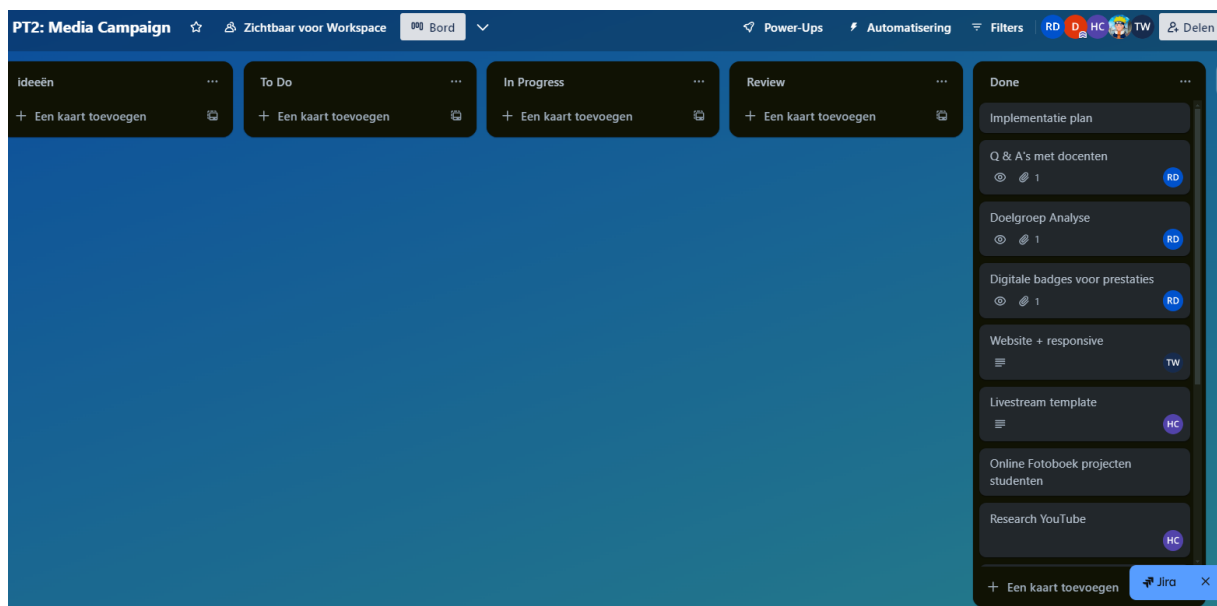 PT2: Media Campaign Zichtbaar voor Workspace Bord Power-Ups Automatisering Filters RD D HC TW Delen
ideeën
Een kaart toevoegen
To Do
Een kaart toevoegen
In Progress
Een kaart toevoegen
Review
Een kaart toevoegen
Done
Implementatie plan
Q & A's met docenten
1 RD
Doelgroep Analyse
1 RD
Digitale badges voor prestaties
1 RD
Website + responsive
TW
Livestream template
HC
Online Fotoboek projecten
studenten
Research YouTube
HC
Een kaart toevoegen
Jira